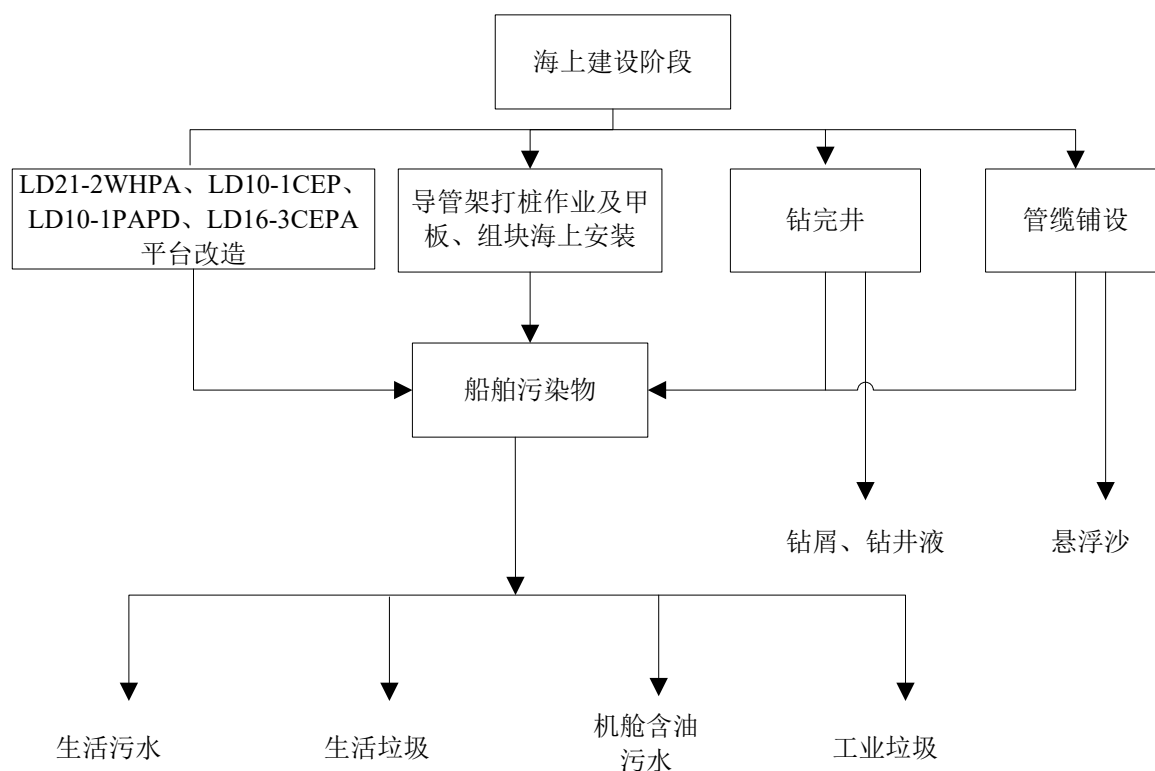 海上建设阶段
LD21-2WHPA、LD10-1CEP、
LD10-1PAPD、LD16-3CEPA
平台改造
导管架打桩作业及甲
板、组块海上安装
钻完井
管缆铺设
船舶污染物
钻屑、钻井液
悬浮沙
生活污水
生活垃圾
机舱含油
污水
工业垃圾